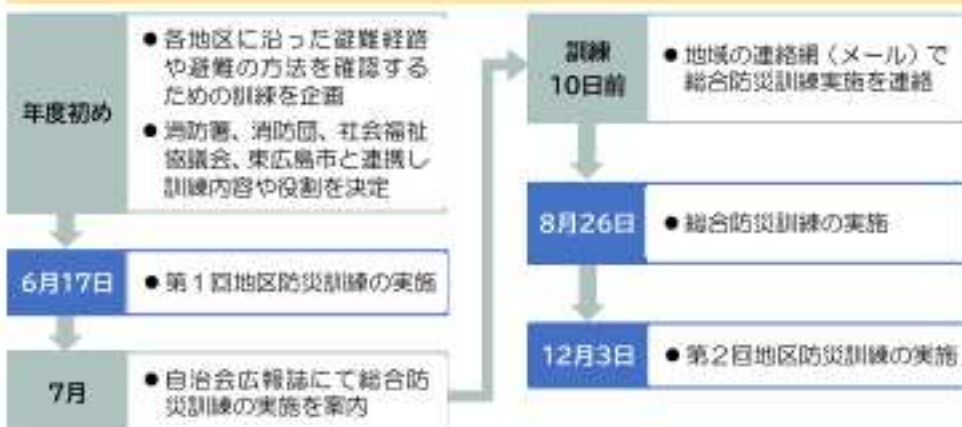 年度初め
●各地区に沿った避難経路
や避難の方法を確認する
ための訓練を企画
●消防署、消防団、社会福祉
協議会、東広島市と連携し
訓練内容や役割を決定
6月17日
●第1回地区防災訓練の実施
7月
●自治会広報誌にて総合防
災訓練の実施を案内
訓練
10日前
●地域の連絡網（メール）で
総合防災訓練実施を連絡
8月26日
●総合防災訓練の実施
12月3日
●第2回地区防災訓練の実施